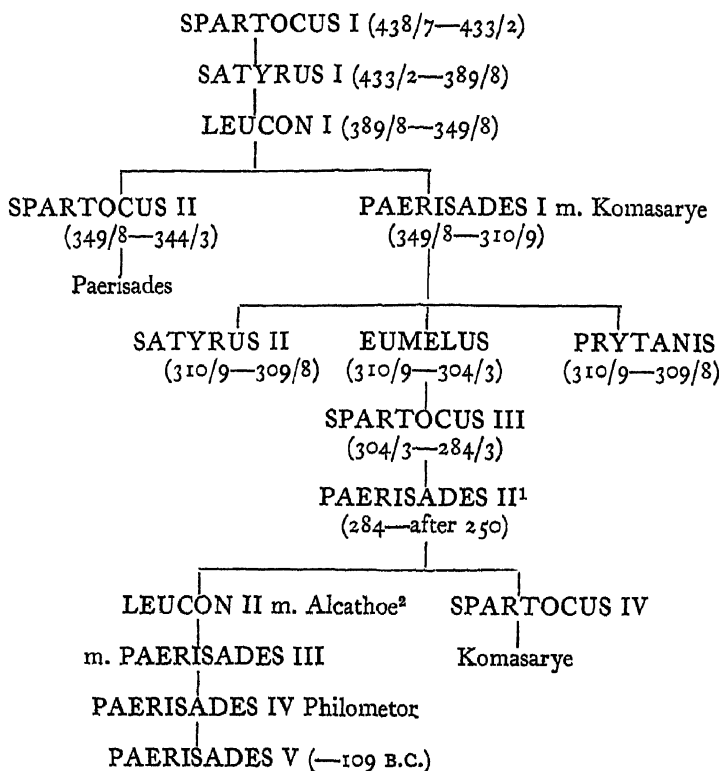 SPARTOCUS I (438/7—433/2)
SATYRUS I (433/2—389/8)
LEUCON I (389/8—349/8)
SPARTOCUS II PAERISADES I m. Komasarye
(349/8—344/3) (349/8—310/9)
Paerisades
SATYRUS II EUMELUS PRYTANIS
(310/9—309/8) (310/9—304/3) (310/9—309/8)
SPARTOCUS III
(304/3—284/3)
PAERISADES II¹
(284—after 250)
LEUCON II m. Alcathoe² SPARTOCUS IV
m. PAERISADES III Komasarye
PAERISADES IV Philometor
PAERISADES V (—109 B.C.)